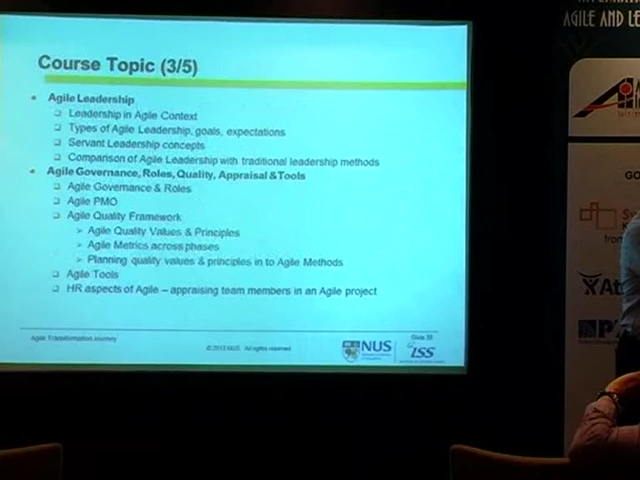 Course Topic (3/5)
Agile Leadership
Leadership in Agile Context
Types of Agile Leadership, goals, expectations
Servant Leadership concepts
Comparison of Agile Leadership with traditional leadership methods
Agile Governance, Roles, Quality, Appraisal & Tools
Agile Governance & Roles
Agile PMO
Agile Quality Framework
Agile Quality Values & Principles
Agile Metrics across phases
Planning quality values & principles in to Agile Methods
Agile Tools
HR aspects of Agile – appraising team members in an Agile project
Agile Transformation Journey
© 2013 NUS. All rights reserved
NUS
ISS
AGILE AND LE
GO
from